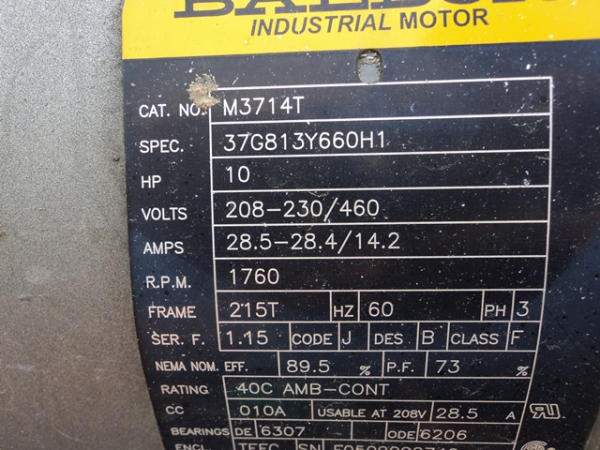 BALDOR
INDUSTRIAL MOTOR
CAT. NO. M3714T
SPEC. 37G813Y660H1
HP 10
VOLTS 208-230/460
AMPS 28.5-28.4/14.2
R.P.M. 1760
FRAME 215T HZ 60 PH 3
SER. F. 1.15 CODE J DES B CLASS F
NEMA NOM. EFF. 89.5 % P.F. 73 %
RATING 40C AMB-CONT
CC 010A USABLE AT 208V 28.5 A
BEARINGS DE 6307 ODE 6206
ENCL TEFC SN